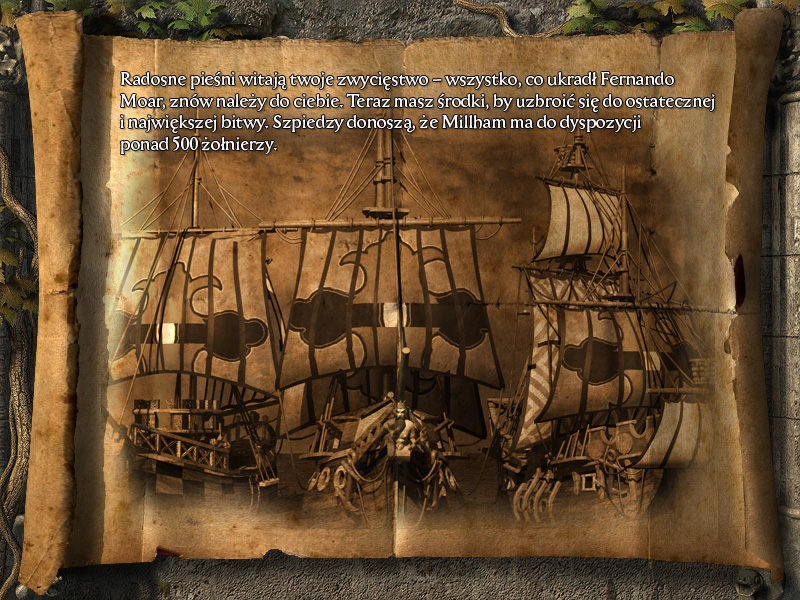 Radosne pieśni witają twoje zwycięstwo – wszystko, co ukradł Fernando
Moar, znów należy do ciebie. Teraz masz środki, by uzbroić się do ostatecznej
i największej bitwy. Szpiedzy donoszą, że Millham ma do dyspozycji
ponad 500 żołnierzy.